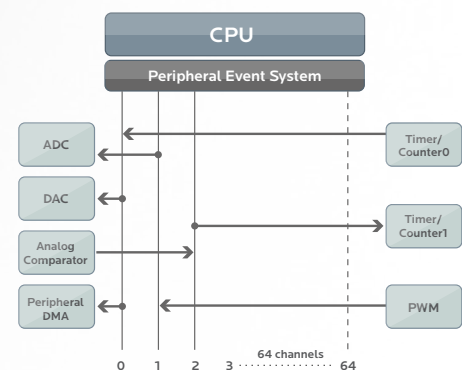 CPU
Peripheral Event System
ADC
Timer/
Counter0
DAC
Timer/
Counter1
Analog
Comparator
Peripheral
DMA
PWM
64 channels
0 1 2 3 64